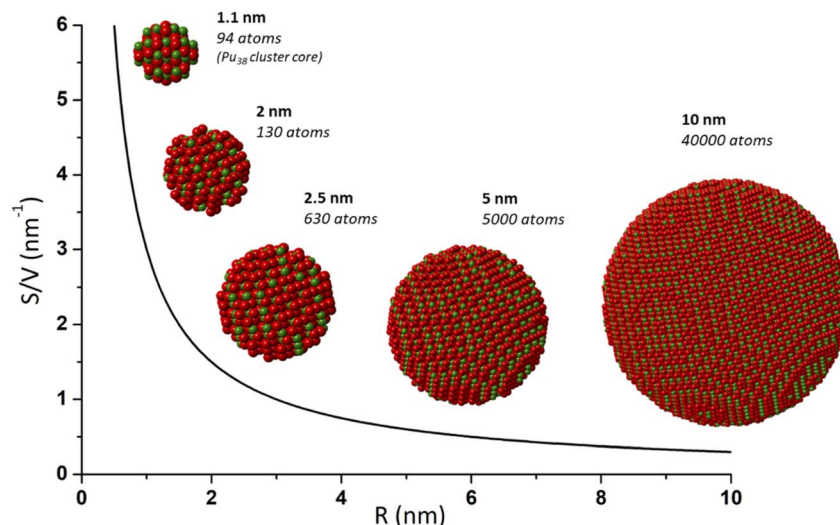 1.1 nm
94 atoms
(Pu₃₈ cluster core)
2 nm
130 atoms
2.5 nm
630 atoms
5 nm
5000 atoms
10 nm
40000 atoms
S/V (nm⁻¹)
6
5
4
3
2
1
0
0 2 4 6 8 10
R (nm)